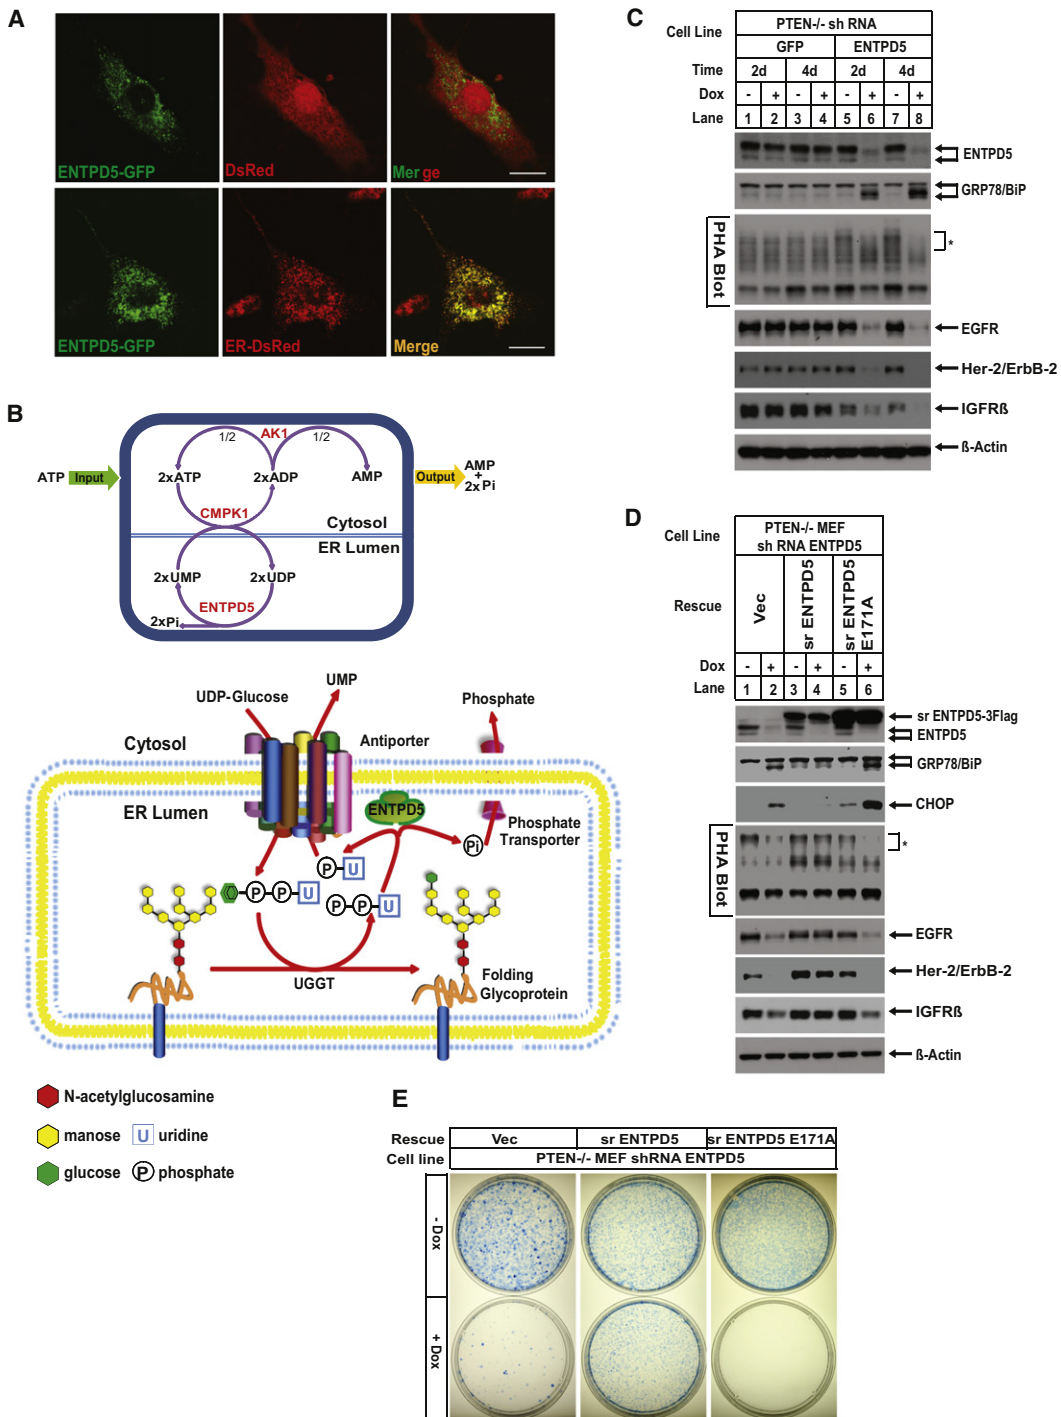 A
ENTPD5-GFP
DsRed
Merge
ENTPD5-GFP
ER-DsRed
Merge
B
ATP
Input
1/2
AK1
1/2
2xATP
2xADP
AMP
CMPK1
Cytosol
ER Lumen
2xUMP
2xUDP
ENTPD5
2xPi
Output
AMP
+
2x Pi
UDP-Glucose
UMP
Phosphate
Cytosol
Antiporter
ER Lumen
ENTPD5
Phosphate
Transporter
Pi
P U
P P U
P P U
UGGT
Folding
Glycoprotein
N-acetylglucosamine
manose
U uridine
glucose
P phosphate
C
Cell Line
PTEN-/- sh RNA
GFP ENTPD5
Time 2d 4d 2d 4d
Dox - + - + - + - +
Lane 1 2 3 4 5 6 7 8
ENTPD5
GRP78/BiP
PHA Blot
*
EGFR
Her-2/ErbB-2
IGFRß
ß-Actin
D
Cell Line
PTEN-/- MEF
sh RNA ENTPD5
Rescue
Vec
sr ENTPD5
sr ENTPD5
E171A
Dox - + - + - +
Lane 1 2 3 4 5 6
sr ENTPD5-3Flag
ENTPD5
GRP78/BiP
CHOP
PHA Blot
*
EGFR
Her-2/ErbB-2
IGFRß
ß-Actin
E
Rescue Vec sr ENTPD5 sr ENTPD5 E171A
Cell line PTEN-/- MEF shRNA ENTPD5
- Dox
+ Dox